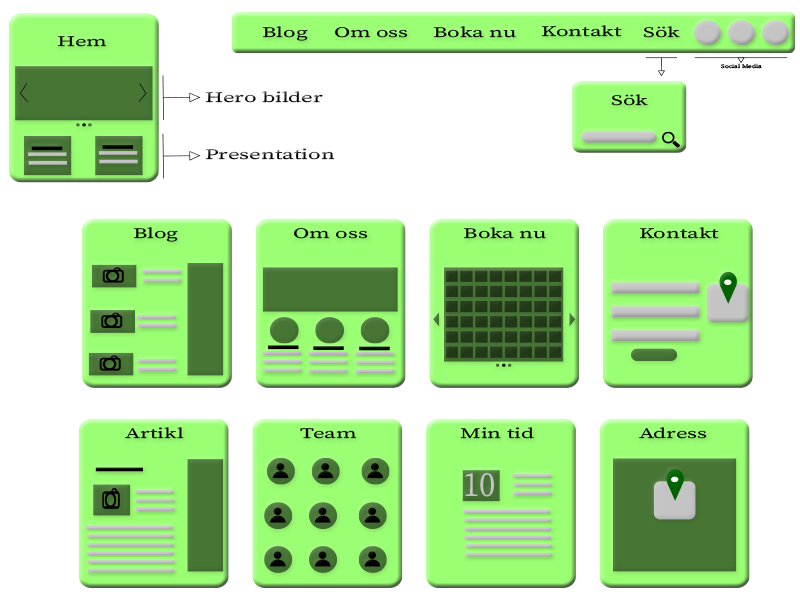 Hem
Blog Om oss Boka nu Kontakt Sök
Social Media
Hero bilder
Presentation
Sök
Blog
Om oss
Boka nu
Kontakt
Artikl
Team
Min tid
Adress
10